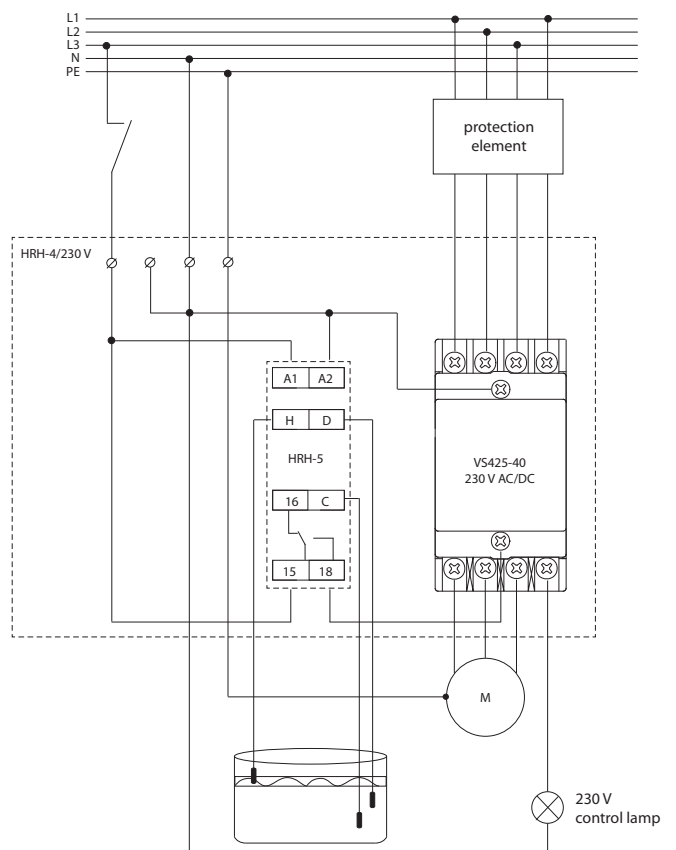 L1
L2
L3
N
PE
protection
element
HRH-4/230 V
A1 A2
H D
HRH-5
VS425-40
230 V AC/DC
16 C
15 18
M
230 V
control lamp